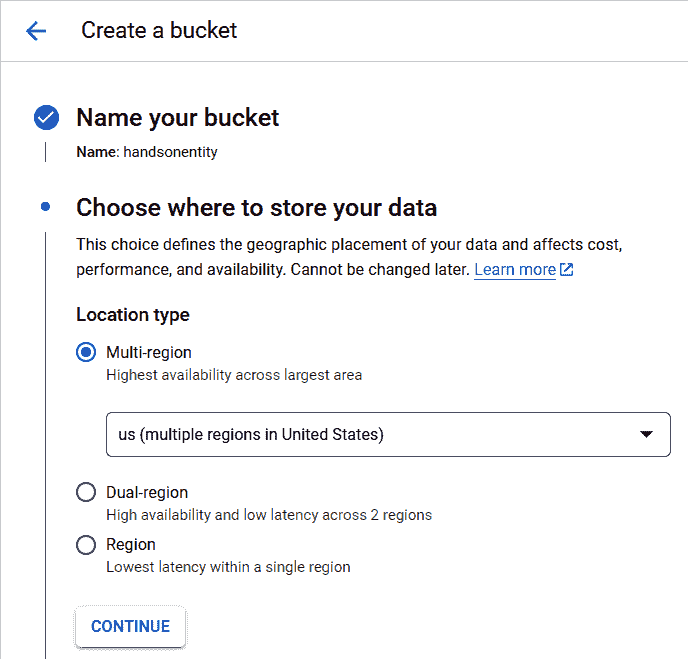 Create a bucket
Name your bucket
Name: handsonentity
Choose where to store your data
This choice defines the geographic placement of your data and affects cost,
performance, and availability. Cannot be changed later. Learn more
Location type
Multi-region
Highest availability across largest area
us (multiple regions in United States)
Dual-region
High availability and low latency across 2 regions
Region
Lowest latency within a single region
CONTINUE